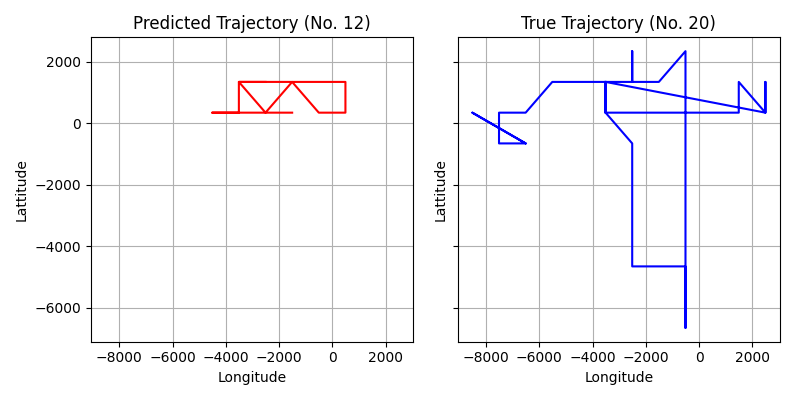 Predicted Trajectory (No. 12)
True Trajectory (No. 20)
Lattitude
2000
0
−2000
−4000
−6000
−8000 −6000 −4000 −2000 0 2000
Longitude
Lattitude
−8000 −6000 −4000 −2000 0 2000
Longitude